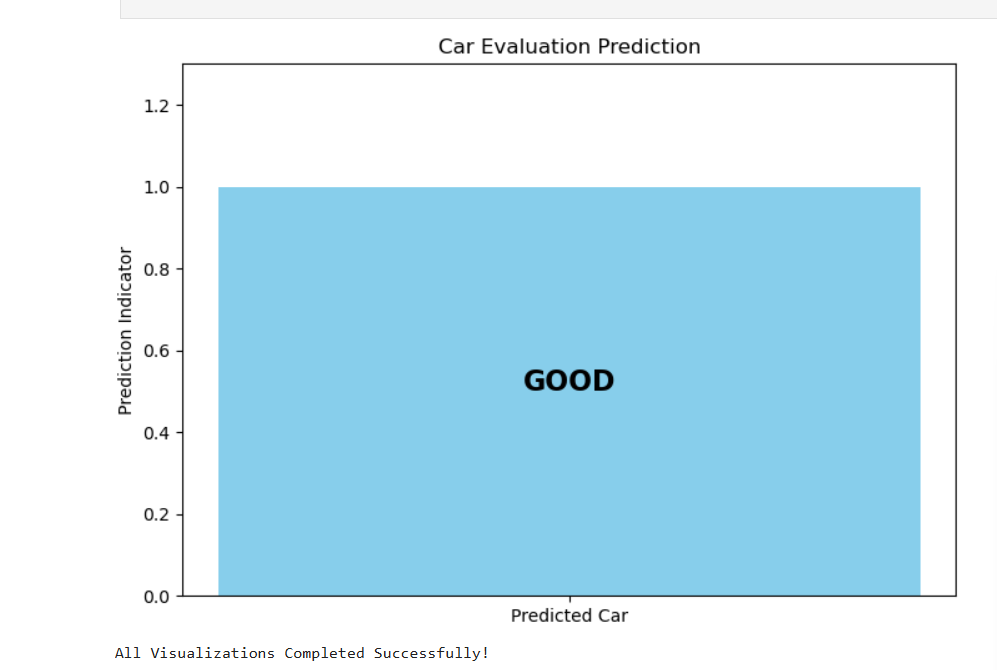 Car Evaluation Prediction
1.2
1.0
0.8
0.6
0.4
0.2
0.0
Prediction Indicator
GOOD
Predicted Car
All Visualizations Completed Successfully!